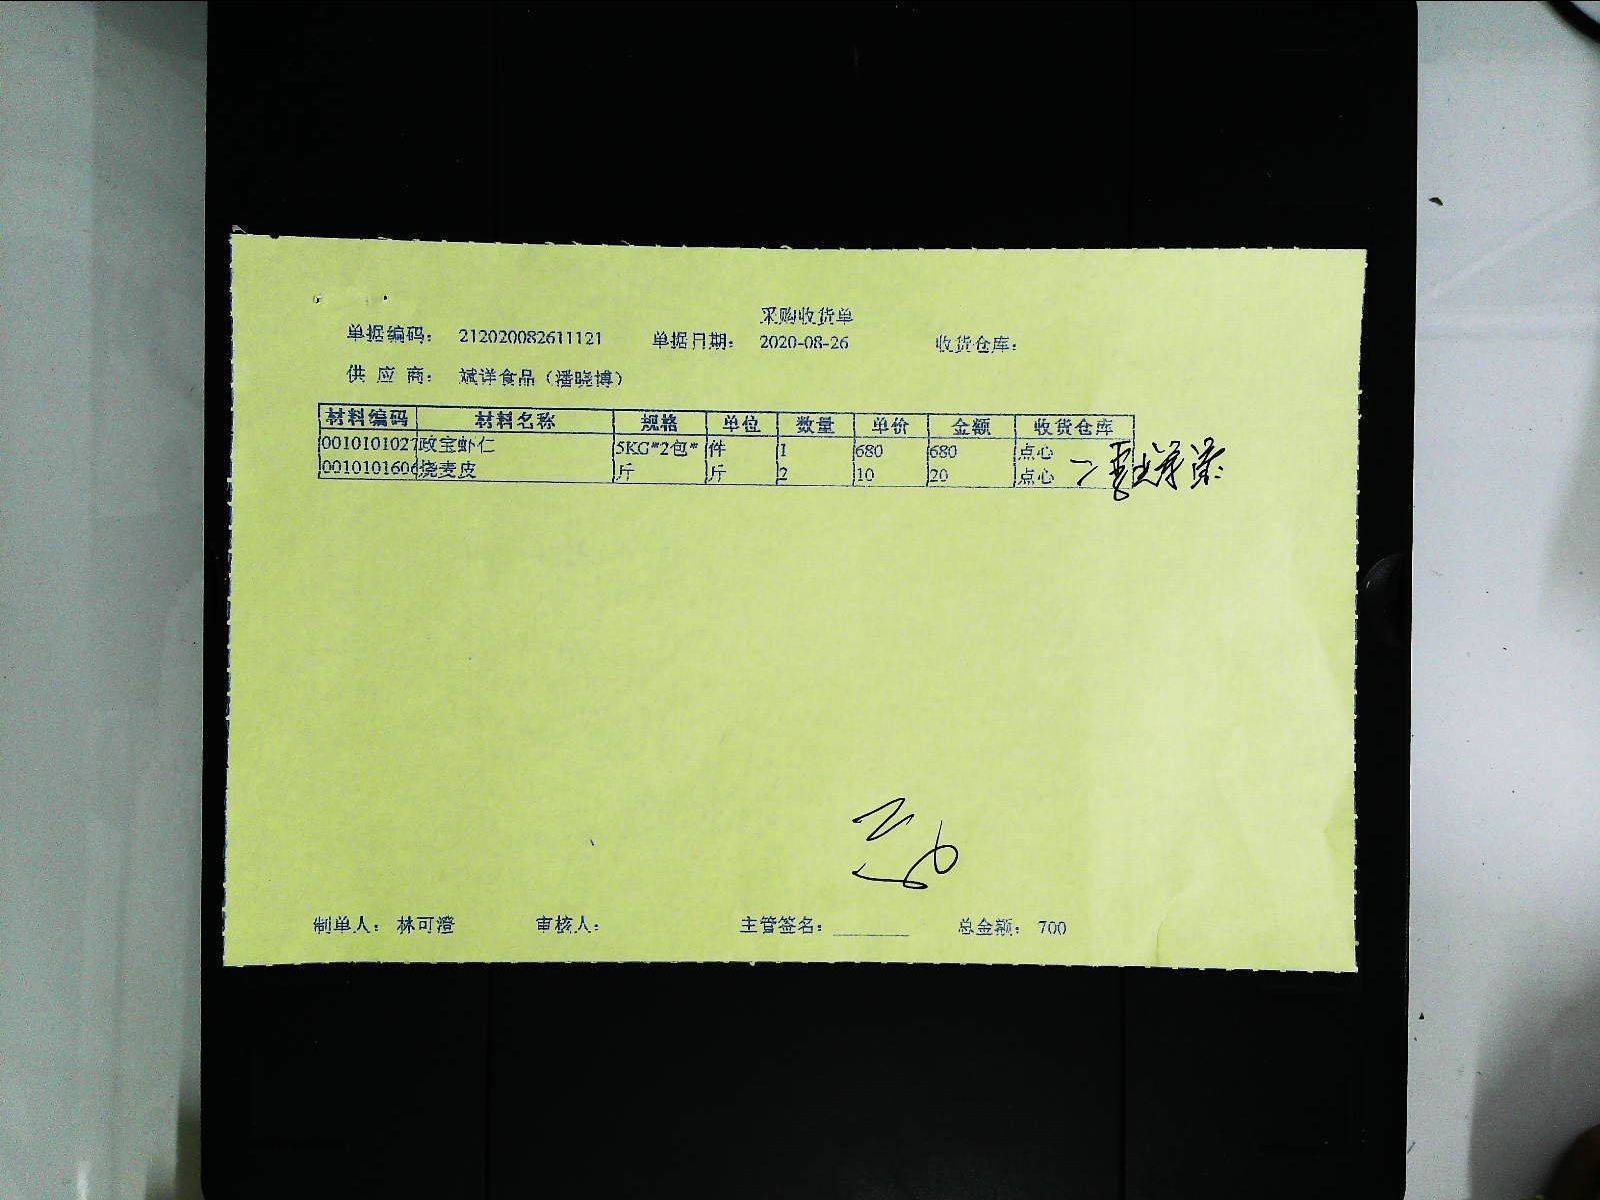 采购收货单
单据编码： 212020082611121 单据日期： 2020-08-26 收货仓库：
供 应 商： 斌洋食品（潘晓博）
材料编码 材料名称 规格 单位 数量 单价 金额 收货仓库
0010101027 政宝虾仁 5KG*2包* 件 1 680 680 点心
0010101606 烧麦皮 斤 斤 2 10 20 点心
制单人： 林可澄 审核人： 主管签名： 总金额： 700